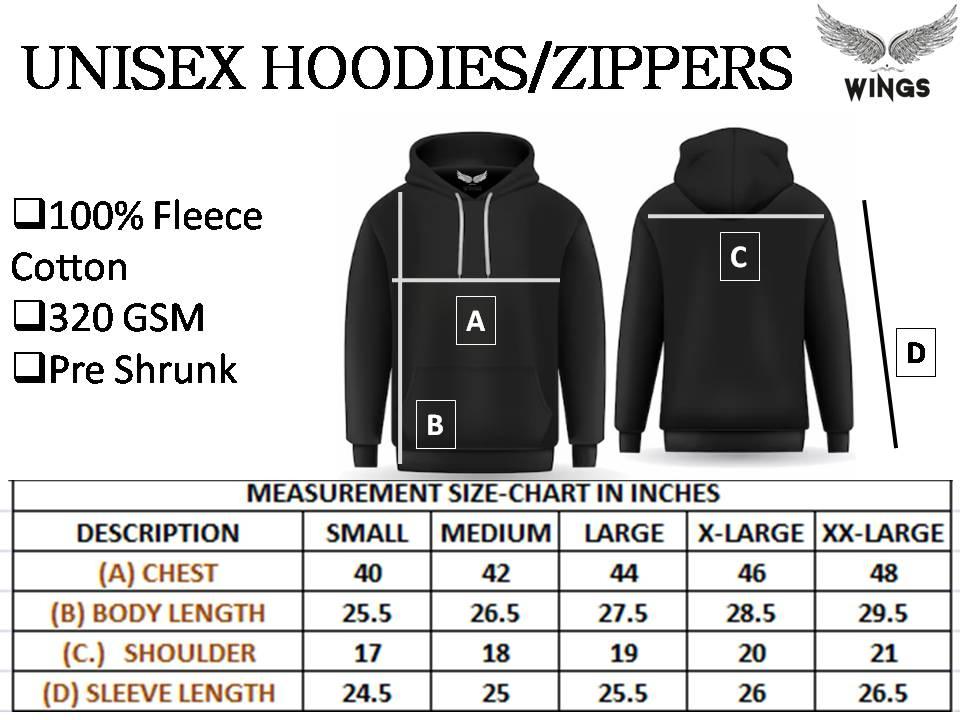 UNISEX HOODIES/ZIPPERS
WINGS
❑100% Fleece
Cotton
❑320 GSM
❑Pre Shrunk
WINGS
A
B
C
D
MEASUREMENT SIZE-CHART IN INCHES
DESCRIPTION SMALL MEDIUM LARGE X-LARGE XX-LARGE
(A) CHEST 40 42 44 46 48
(B) BODY LENGTH 25.5 26.5 27.5 28.5 29.5
(C.) SHOULDER 17 18 19 20 21
(D) SLEEVE LENGTH 24.5 25 25.5 26 26.5